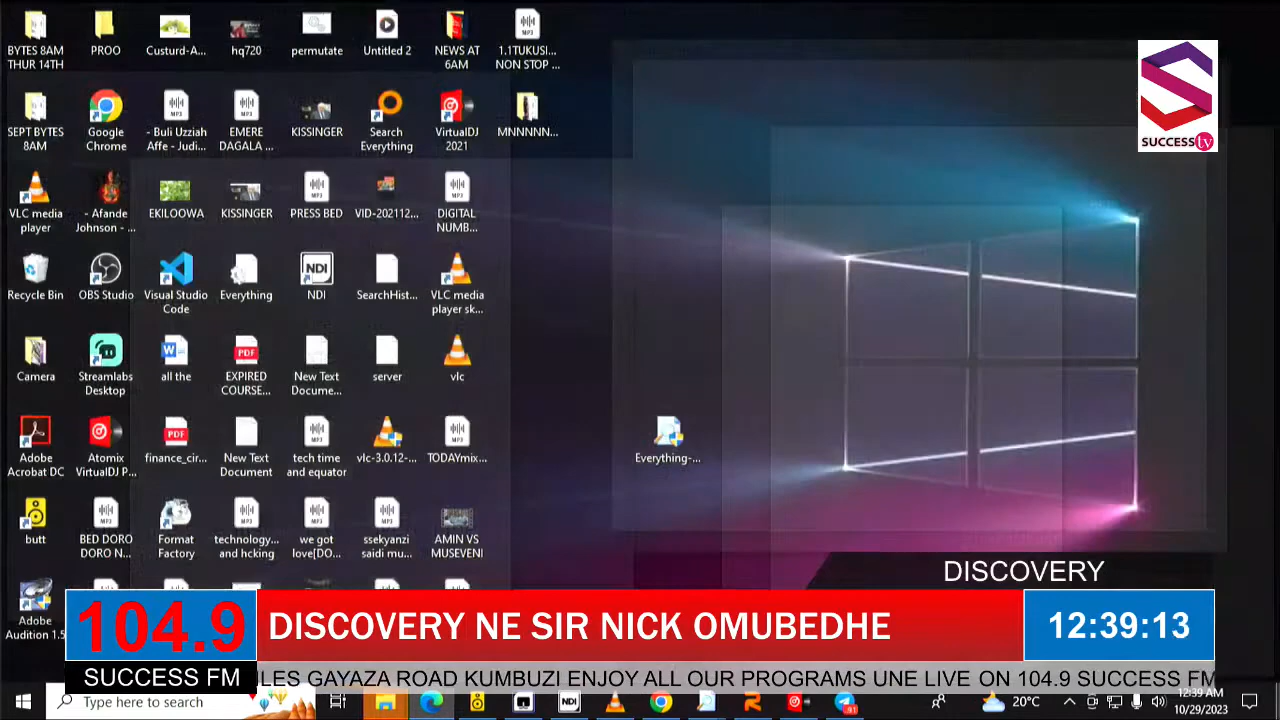 BYTES 8AM
THUR 14TH
PROO
Custurd-A...
hq720
permutate
Untitled 2
NEWS AT
6AM
1.1TUKUSI...
NON STOP ...
SUCCESS tv
SEPT BYTES
8AM
Google
Chrome
- Buli Uzziah
Affe - Judi...
EMERE
DAGALA ...
KISSINGER
Search
Everything
VirtualDJ
2021
MNNNNN...
VLC media
player
- Afande
Johnson - ...
EKILOOWA
KISSINGER
PRESS BED
VID-202112...
DIGITAL
NUMB...
Recycle Bin
OBS Studio
Visual Studio
Code
Everything
NDI
NDI
SearchHist...
VLC media
player sk...
Camera
Streamlabs
Desktop
all the
PDF
EXPIRED
COURSE...
New Text
Docume...
server
vlc
Adobe
Acrobat DC
Atomix
VirtualDJ P...
PDF
finance_cir...
New Text
Document
tech time
and equator
vlc-3.0.12-...
TODAYmix...
Everything-...
butt
BED DORO
DORO N...
Format
Factory
technology...
and hcking
we got
love[DO...
ssekyanzi
saidi mu...
AMIN VS
MUSEVENI
Adobe
Audition 1.5
DISCOVERY
104.9
DISCOVERY NE SIR NICK OMUBEDHE
12:39:13
SUCCESS FM
LES GAYAZA ROAD KUMBUZI ENJOY ALL OUR PROGRAMS UNE LIVE ON 104.9 SUCCESS FM
Type here to search
NDI
20°C
12:39 AM
10/29/2023